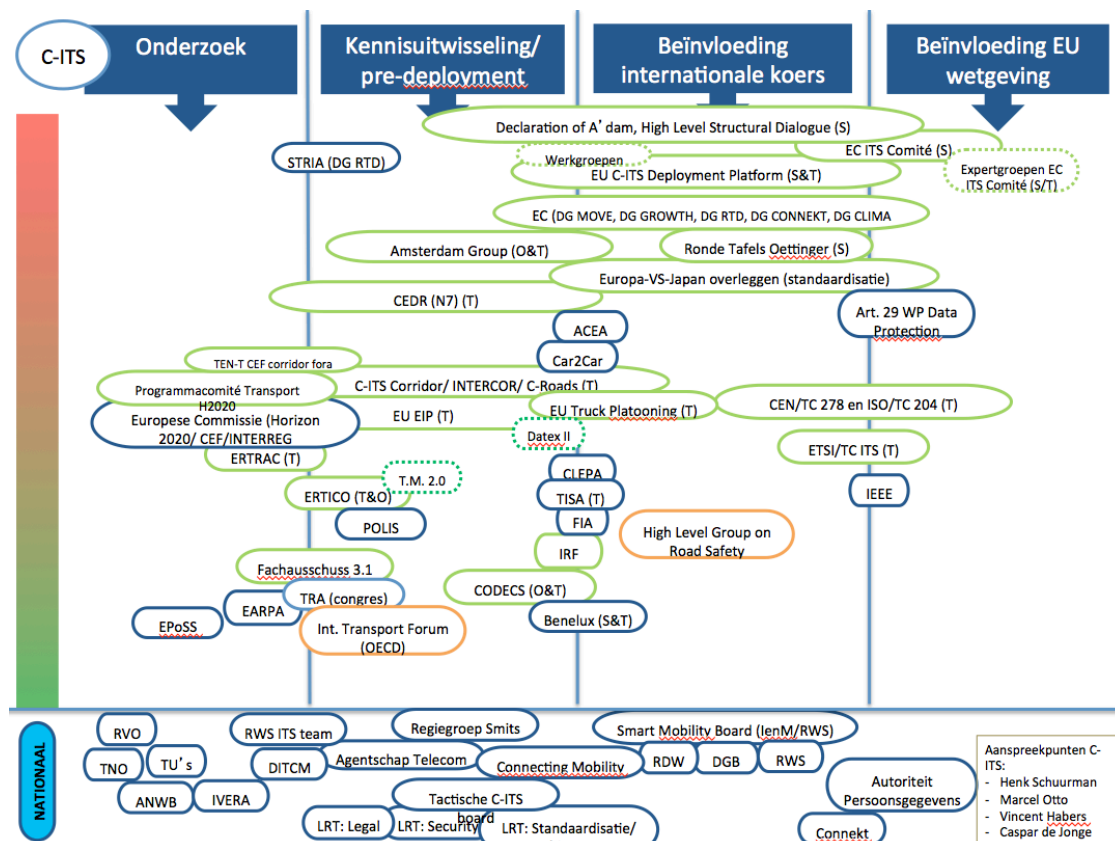 C-ITS
Onderzoek
Kennisuitwisseling/
pre-deployment
Beïnvloeding
internationale koers
Beïnvloeding EU
wetgeving
Declaration of A'dam, High Level Structural Dialogue (S)
STRIA (DG RTD)
Werkgroepen
EC ITS Comité (S)
EU C-ITS Deployment Platform (S&T)
Expertgroepen EC
ITS Comité (S/T)
EC (DG MOVE, DG GROWTH, DG RTD, DG CONNEKT, DG CLIMA
Amsterdam Group (O&T)
Ronde Tafels Oettinger (S)
Europa-VS-Japan overleggen (standaardisatie)
CEDR (N7) (T)
Art. 29 WP Data
Protection
ACEA
Car2Car
TEN-T CEF corridor fora
C-ITS Corridor/ INTERCOR/ C-Roads (T)
Programmacomité Transport
H2020
EU Truck Platooning (T)
CEN/TC 278 en ISO/TC 204 (T)
Europese Commissie (Horizon
2020/ CEF/INTERREG
EU EIP (T)
Datex II
ETSI/TC ITS (T)
ERTRAC (T)
CLEPA
T.M. 2.0
ERTICO (T&O)
TISA (T)
IEEE
POLIS
FIA
High Level Group on
Road Safety
IRF
Fachausschuss 3.1
CODECS (O&T)
TRA (congres)
EARPA
EPoSS
Int. Transport Forum
(OECD)
Benelux (S&T)
NATIONAAL
RVO
RWS ITS team
Regiegroep Smits
Smart Mobility Board (IenM/RWS)
TNO
TU's
DITCM
Agentschap Telecom
Connecting Mobility
RDW
DGB
RWS
ANWB
IVERA
Tactische C-ITS
board
Autoriteit
Persoonsgegevens
LRT: Legal
LRT: Security
LRT: Standaardisatie/
Connekt
Aanspreekpunten C-
ITS:
- Henk Schuurman
- Marcel Otto
- Vincent Habers
- Caspar de Jonge